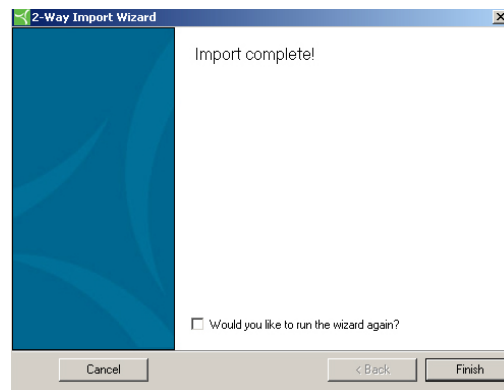 2-Way Import Wizard
Import complete!
Would you like to run the wizard again?
Cancel
< Back
Finish